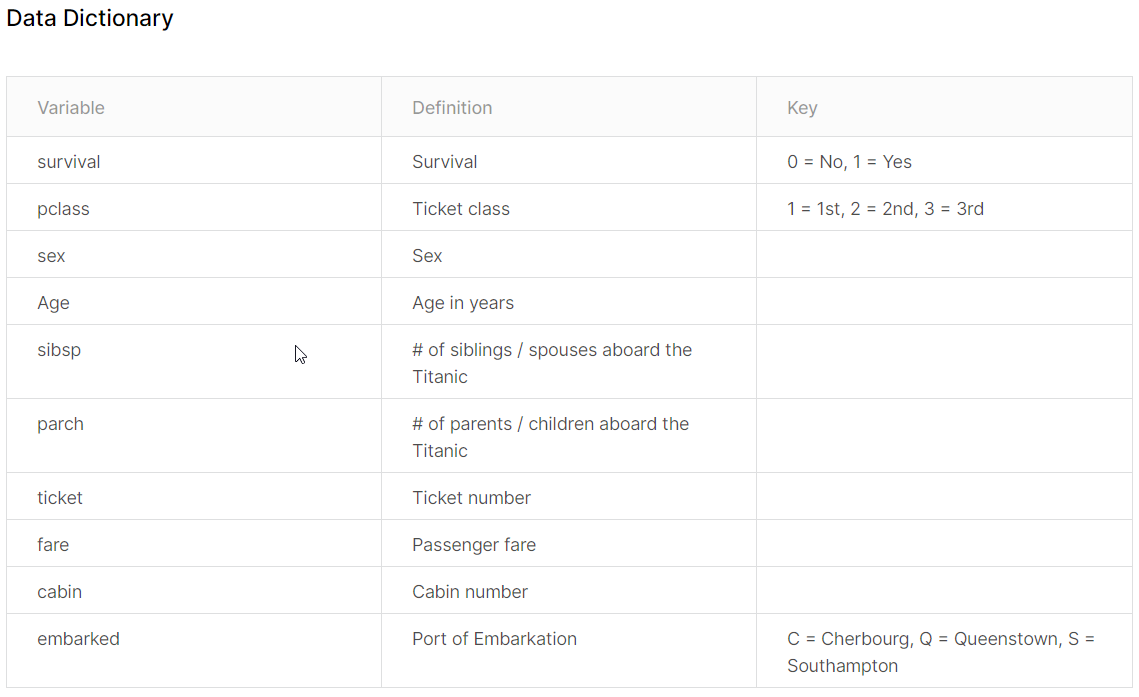 Data Dictionary
Variable Definition Key
survival Survival 0 = No, 1 = Yes
pclass Ticket class 1 = 1st, 2 = 2nd, 3 = 3rd
sex Sex
Age Age in years
sibsp # of siblings / spouses aboard the
Titanic
parch # of parents / children aboard the
Titanic
ticket Ticket number
fare Passenger fare
cabin Cabin number
embarked Port of Embarkation C = Cherbourg, Q = Queenstown, S =
Southampton